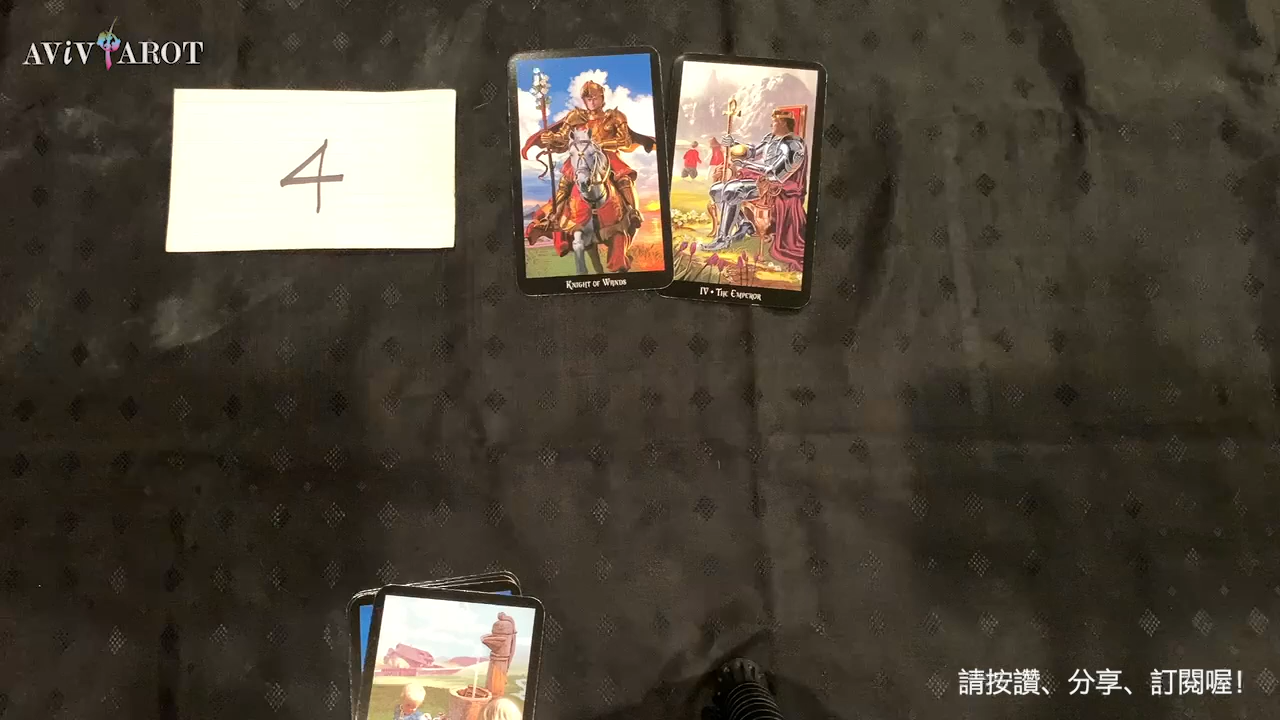 AViVTAROT
4
KNIGHT OF WANDS
IV • THE EMPEROR
請按讚、分享、訂閱喔!